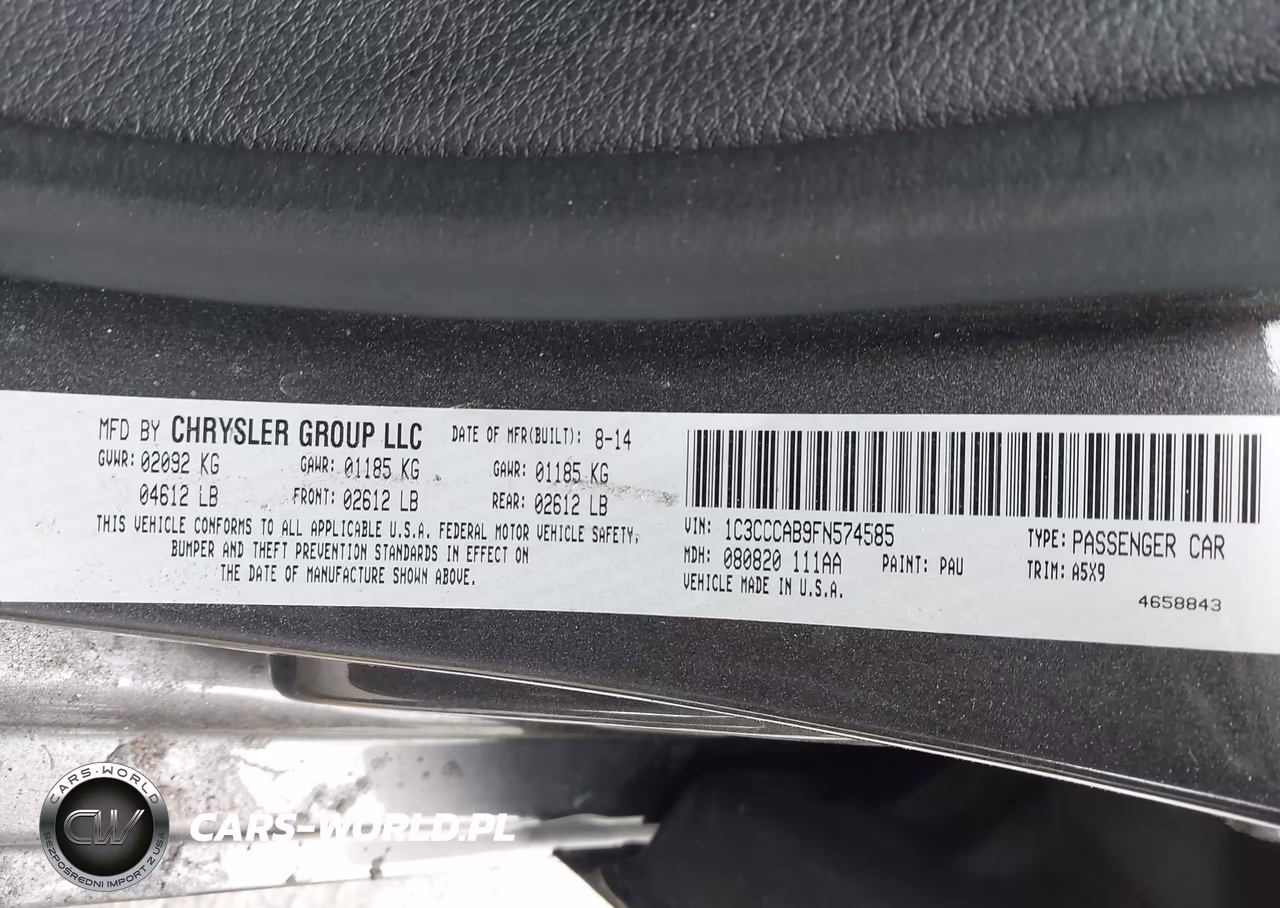 MFD BY CHRYSLER GROUP LLC DATE OF MFR(BUILT): 8-14
GVWR: 02092 KG GAWR: 01185 KG GAWR: 01185 KG
04612 LB FRONT: 02612 LB REAR: 02612 LB
THIS VEHICLE CONFORMS TO ALL APPLICABLE U.S.A. FEDERAL MOTOR VEHICLE SAFETY,
BUMPER AND THEFT PREVENTION STANDARDS IN EFFECT ON
THE DATE OF MANUFACTURE SHOWN ABOVE.
VIN: 1C3CCCAB9FN574585 TYPE: PASSENGER CAR
MDH: 080820 111AA PAINT: PAU TRIM: A5X9
VEHICLE MADE IN U.S.A.
4658843
CARS-WORLD
CW
BEZPOŚREDNI IMPORT Z USA
CARS-WORLD.PL